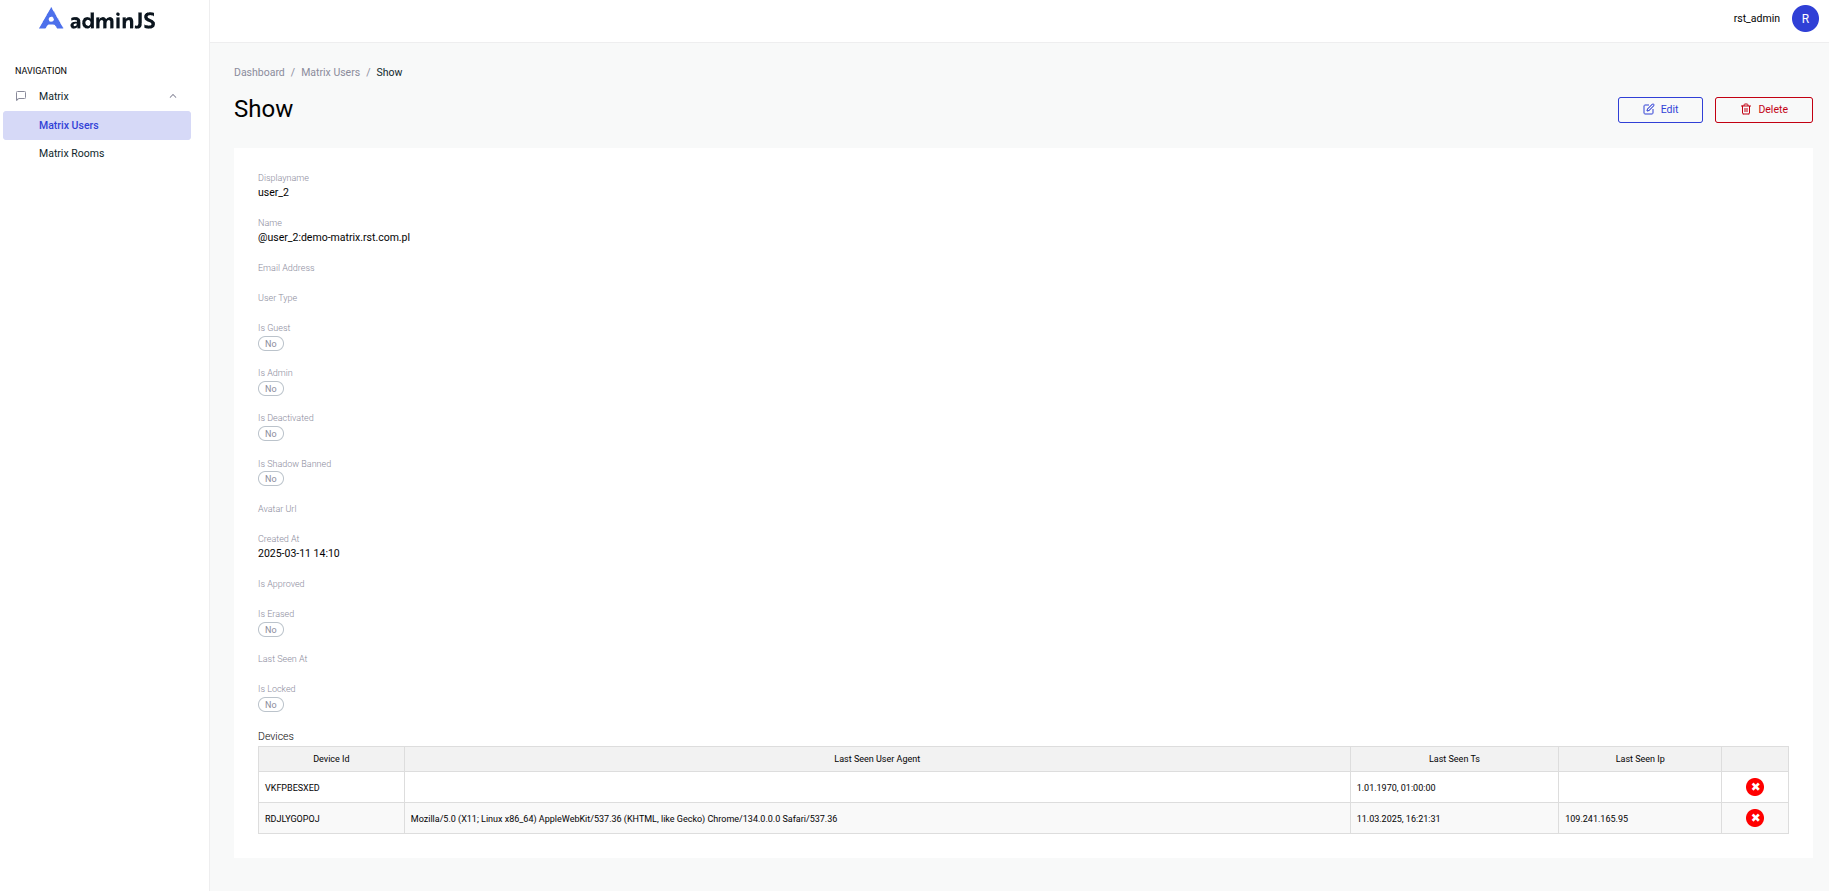 adminJS
rst_admin
R
NAVIGATION
Matrix
Matrix Users
Matrix Rooms
Dashboard / Matrix Users / Show
Show
Edit
Delete
Displayname
user_2
Name
@user_2:demo-matrix.rst.com.pl
Email Address
User Type
Is Guest
No
Is Admin
No
Is Deactivated
No
Is Shadow Banned
No
Avatar Url
Created At
2025-03-11 14:10
Is Approved
Is Erased
No
Last Seen At
Is Locked
No
Devices
Device Id Last Seen User Agent Last Seen Ts Last Seen Ip
VKFPBESXED 1.01.1970, 01:00:00
RDJLYGOPOJ Mozilla/5.0 (X11; Linux x86_64) AppleWebKit/537.36 (KHTML, like Gecko) Chrome/134.0.0.0 Safari/537.36 11.03.2025, 16:21:31 109.241.165.95